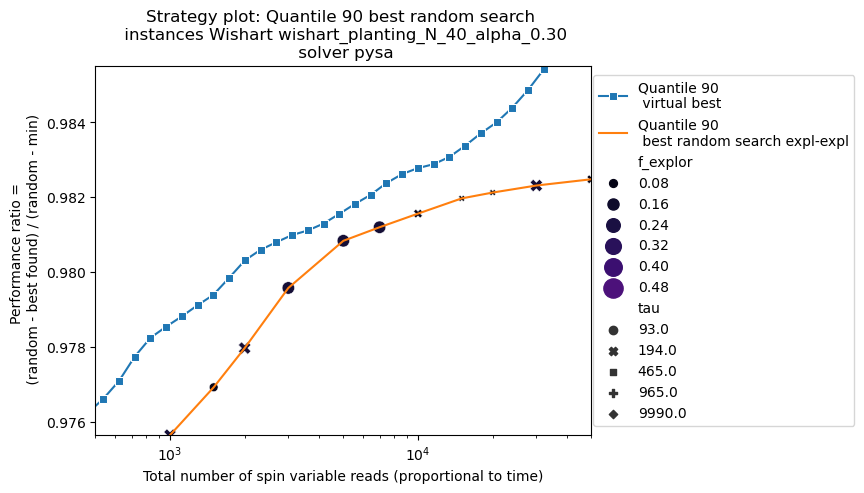 Strategy plot: Quantile 90 best random search
instances Wishart wishart_planting_N_40_alpha_0.30
solver pysa
Performance ratio =
(random - best found) / (random - min)
0.984
0.982
0.980
0.978
0.976
10³
10⁴
Total number of spin variable reads (proportional to time)
Quantile 90
virtual best
Quantile 90
best random search expl-expl
f_explor
0.08
0.16
0.24
0.32
0.40
0.48
tau
93.0
194.0
465.0
965.0
9990.0